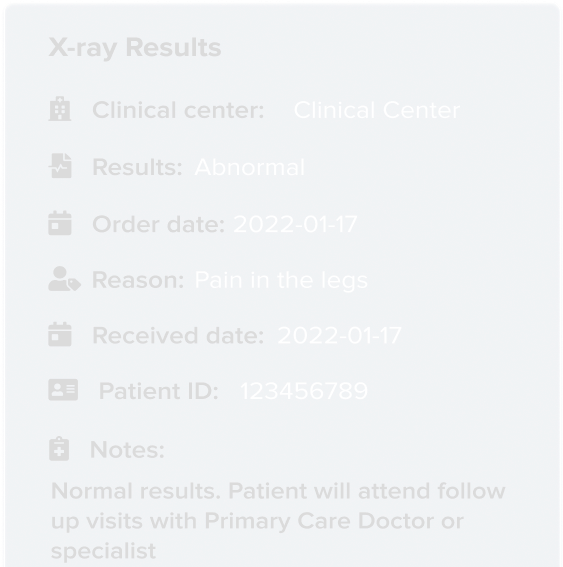 X-ray Results
Clinical center: Clinical Center
Results: Abnormal
Order date: 2022-01-17
Reason: Pain in the legs
Received date: 2022-01-17
Patient ID: 123456789
Notes:
Normal results. Patient will attend follow
up visits with Primary Care Doctor or
specialist